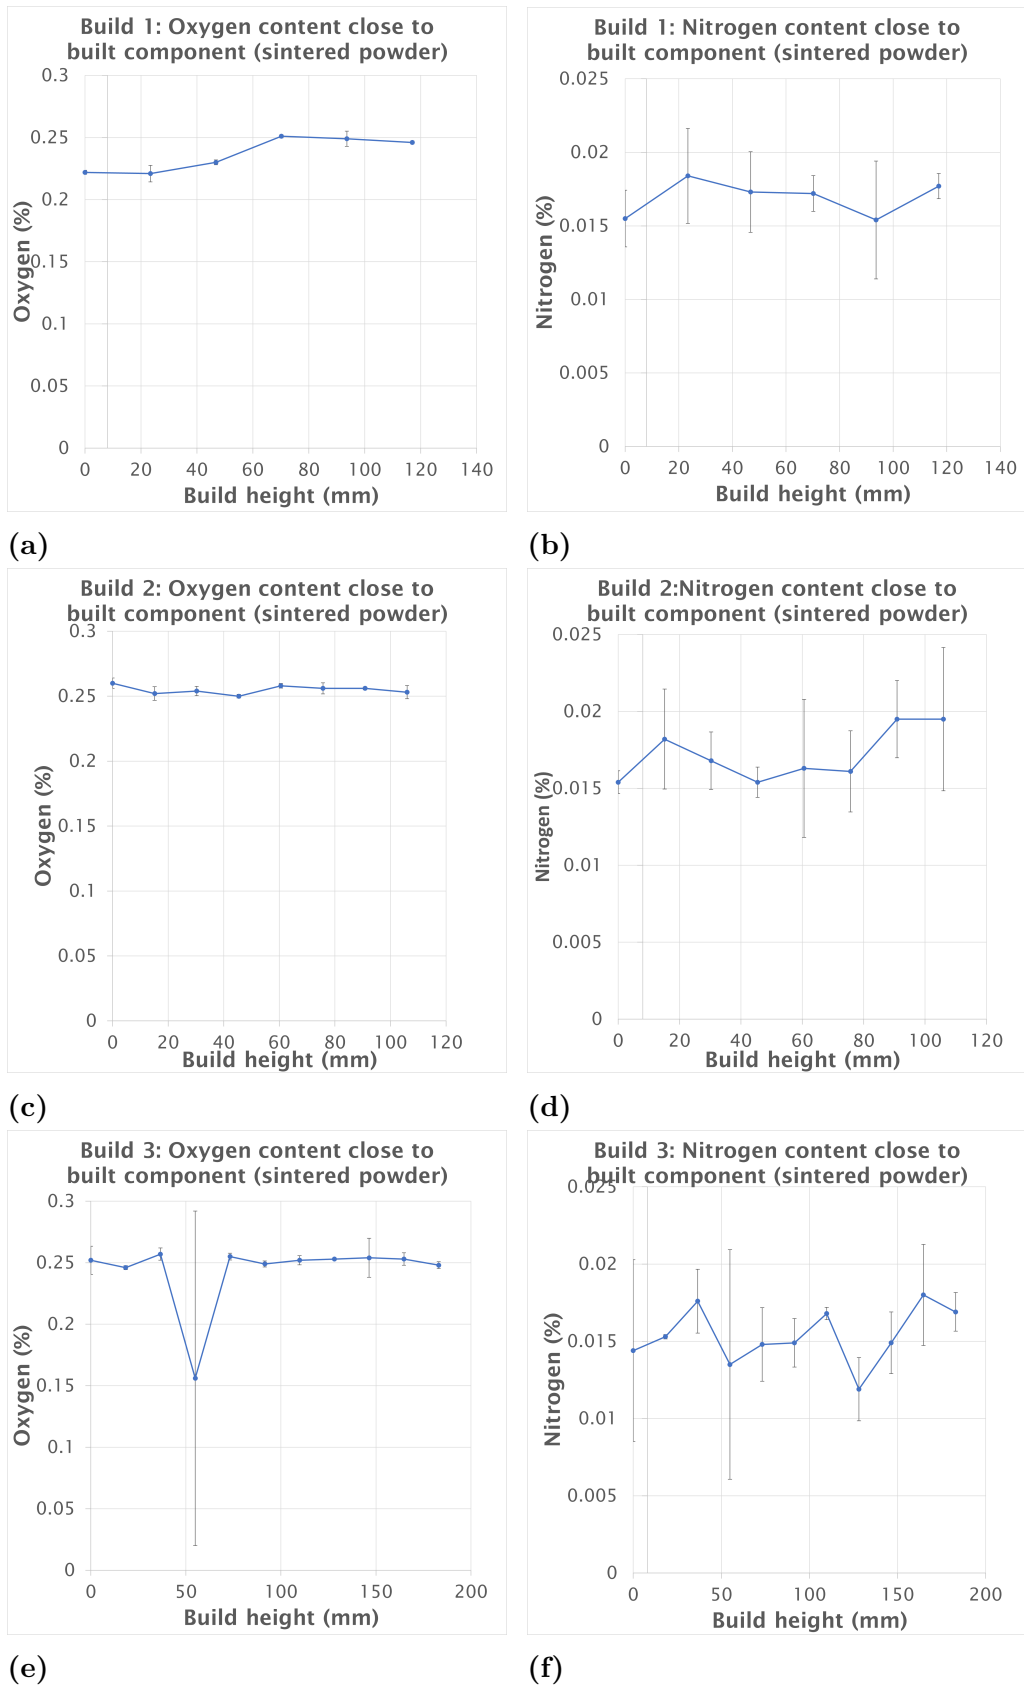 Build 1: Oxygen content close to
built component (sintered powder)
0.3
0.25
0.2
0.15
0.1
0.05
0
Oxygen (%)
0 20 40 60 80 100 120 140
Build height (mm)
(a)
Build 1: Nitrogen content close to
built component (sintered powder)
0.025
0.02
0.015
0.01
0.005
0
Nitrogen (%)
0 20 40 60 80 100 120 140
Build height (mm)
(b)
Build 2: Oxygen content close to
built component (sintered powder)
0.3
0.25
0.2
0.15
0.1
0.05
0
Oxygen (%)
0 20 40 60 80 100 120
Build height (mm)
(c)
Build 2:Nitrogen content close to
built component (sintered powder)
0.025
0.02
0.015
0.01
0.005
0
Nitrogen (%)
0 20 40 60 80 100 120
Build height (mm)
(d)
Build 3: Oxygen content close to
built component (sintered powder)
0.3
0.25
0.2
0.15
0.1
0.05
0
Oxygen (%)
0 50 100 150 200
Build height (mm)
(e)
Build 3: Nitrogen content close to
built component (sintered powder)
0.025
0.02
0.015
0.01
0.005
0
Nitrogen (%)
0 50 100 150 200
Build height (mm)
(f)